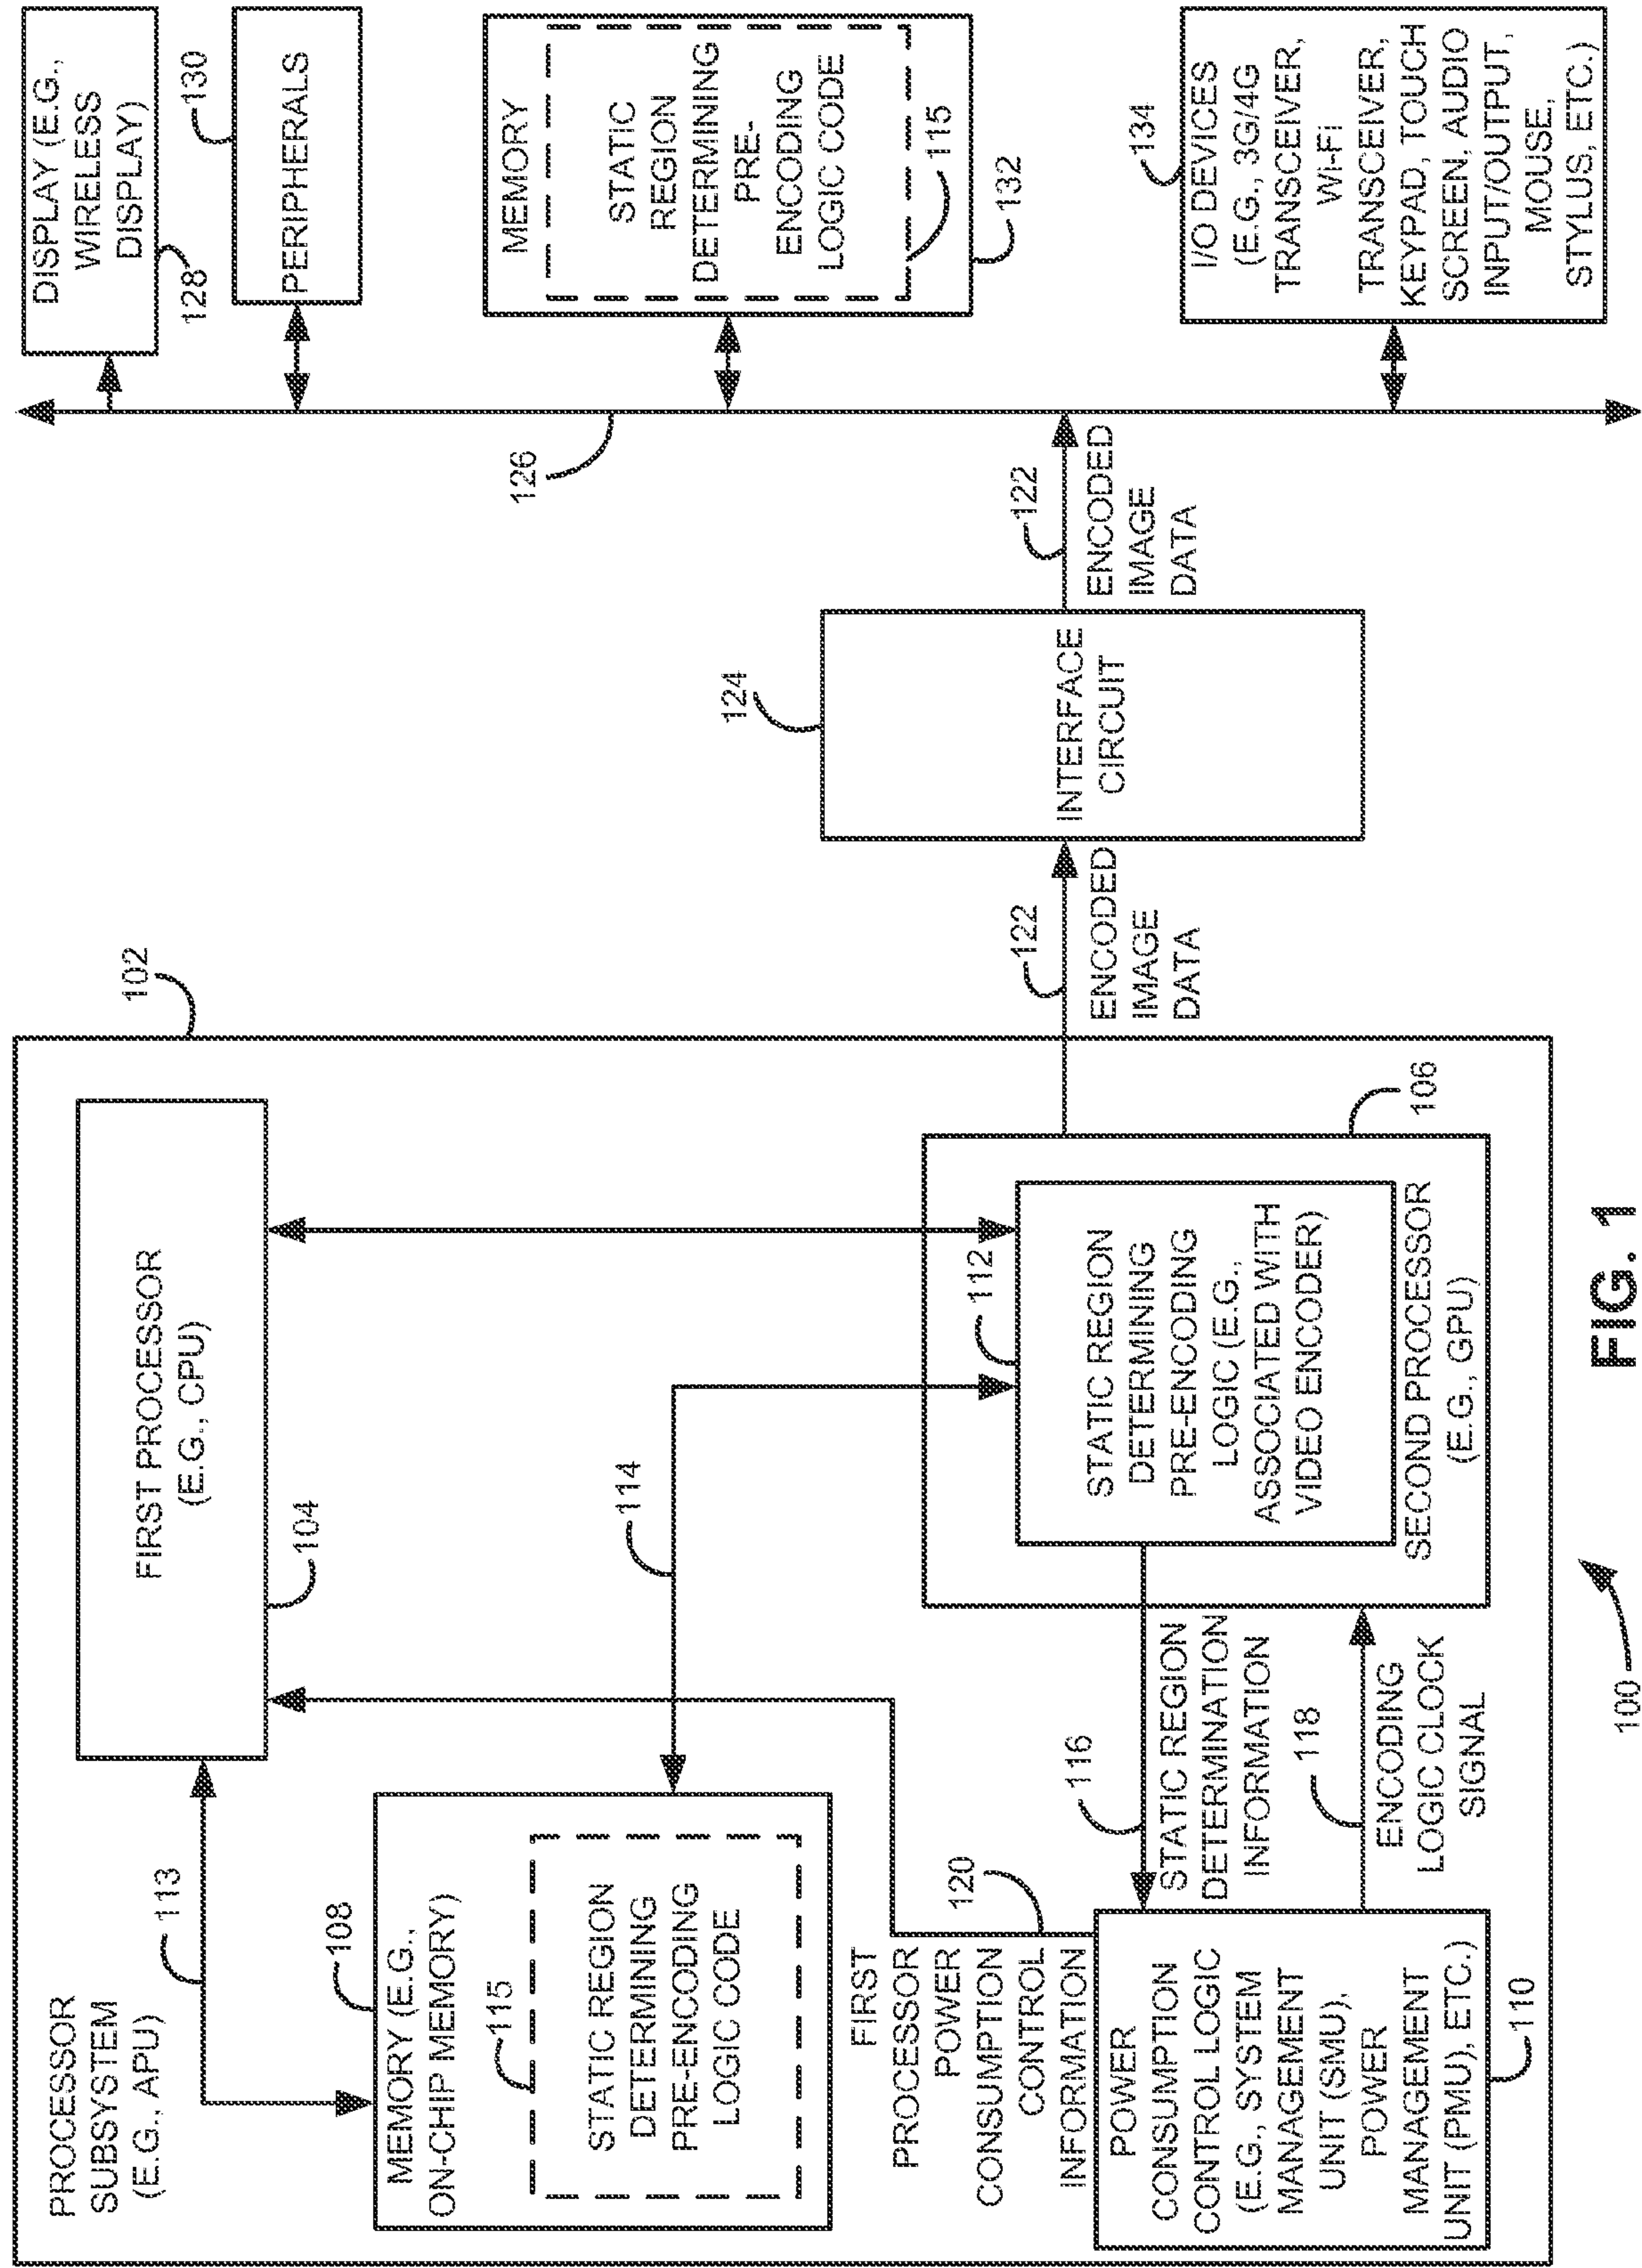 PROCESSOR
SUBSYSTEM
(E.G., APU)
113
FIRST PROCESSOR
(E.G., CPU)
104
102
108
MEMORY (E.G.,
ON-CHIP MEMORY)
115
STATIC REGION
DETERMINING
PRE-ENCODING
LOGIC CODE
114
FIRST
PROCESSOR
POWER
CONSUMPTION
CONTROL
INFORMATION
120
POWER
CONSUMPTION
CONTROL LOGIC
(E.G., SYSTEM
MANAGEMENT
UNIT (SMU),
POWER
MANAGEMENT
UNIT (PMU), ETC.)
110
116
STATIC REGION
DETERMINATION
INFORMATION
118
ENCODING
LOGIC CLOCK
SIGNAL
112
STATIC REGION
DETERMINING
PRE-ENCODING
LOGIC (E.G.,
ASSOCIATED WITH
VIDEO ENCODER)
SECOND PROCESSOR
(E.G., GPU)
106
122
ENCODED
IMAGE
DATA
124
INTERFACE
CIRCUIT
122
ENCODED
IMAGE
DATA
126
DISPLAY (E.G.,
WIRELESS
DISPLAY)
128
130
PERIPHERALS
MEMORY
STATIC
REGION
DETERMINING
PRE-
ENCODING
LOGIC CODE
115
132
134
I/O DEVICES
(E.G., 3G/4G
TRANSCEIVER,
Wi-Fi
TRANSCEIVER,
KEYPAD, TOUCH
SCREEN, AUDIO
INPUT/OUTPUT,
MOUSE,
STYLUS, ETC.)
100
FIG. 1